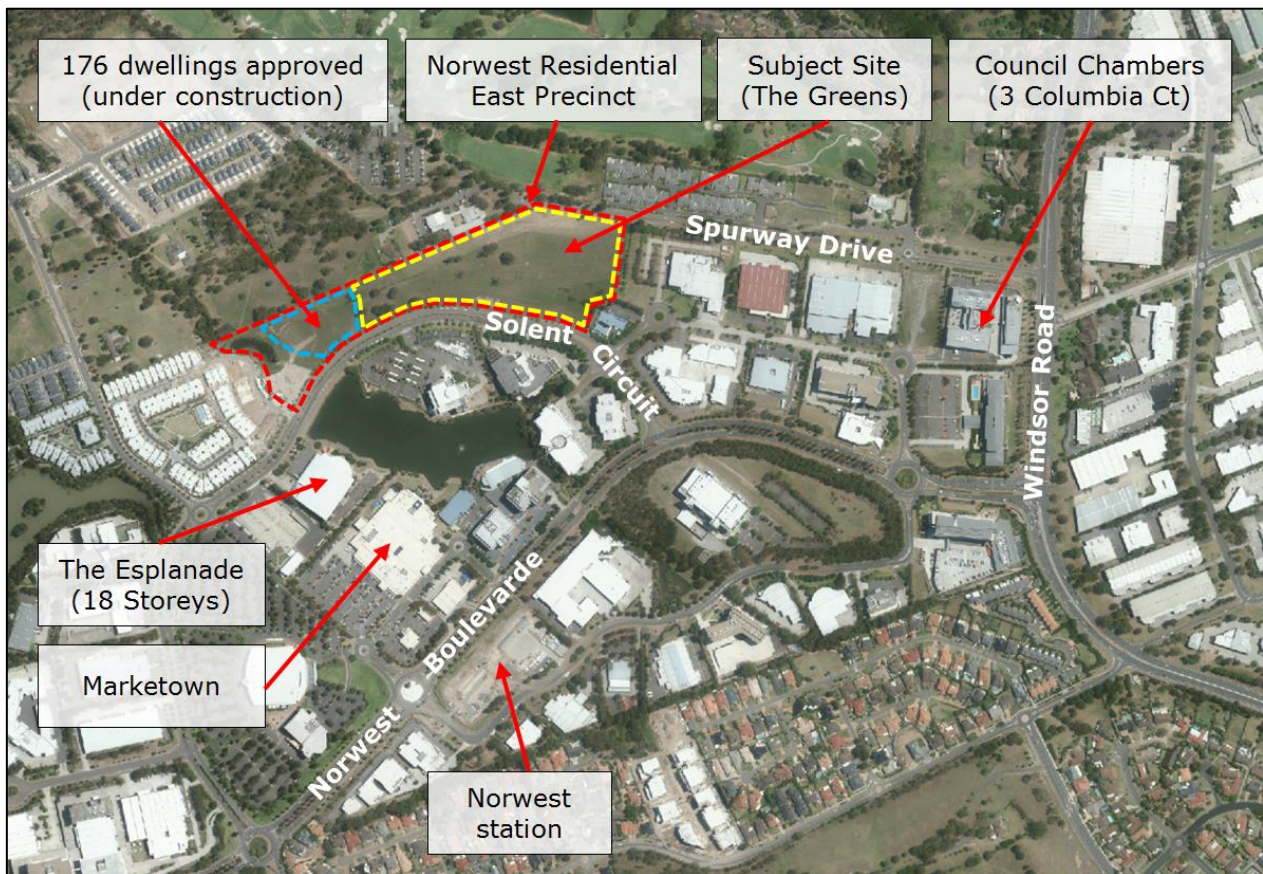 176 dwellings approved
(under construction)
Norwest Residential
East Precinct
Subject Site
(The Greens)
Council Chambers
(3 Columbia Ct)
Spurway Drive
Solent
Circuit
Windsor Road
The Esplanade
(18 Storeys)
Marketown
Norwest
Boulevarde
Norwest
station